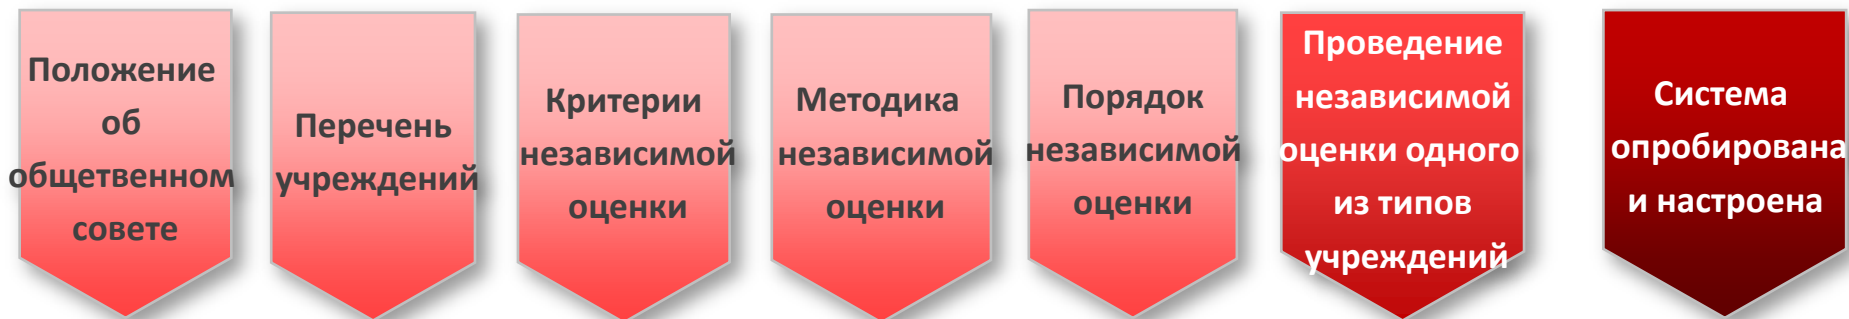 Положение
об
общетвенном
совете
Перечень
учреждений
Критерии
независимой
оценки
Методика
независимой
оценки
Порядок
независимой
оценки
Проведение
независимой
оценки одного
из типов
учреждений
Система
опробирована
и настроена